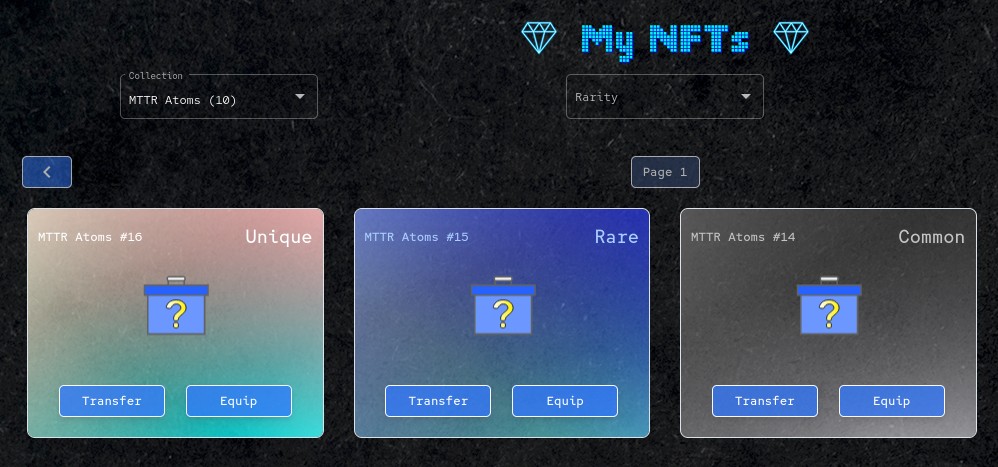 My NFTs
Collection
MTTR Atoms (10)
Rarity
Page 1
MTTR Atoms #16
Unique
?
Transfer
Equip
MTTR Atoms #15
Rare
?
Transfer
Equip
MTTR Atoms #14
Common
?
Transfer
Equip